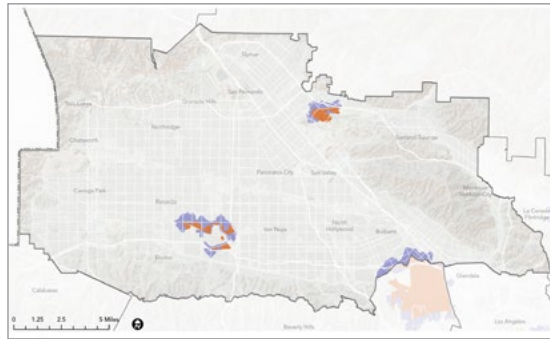 Sylmar
San Fernando
Granada Hills
Chatsworth
Northridge
Sunland-Tujunga
Panorama City
Sun Valley
Canoga Park
Reseda
La Cañada
Flintridge
Van Nuys
North
Hollywood
Burbank
Encino
Glendale
Calabasas
Beverly Hills
Los Angeles
0 1.25 2.5 5 Miles